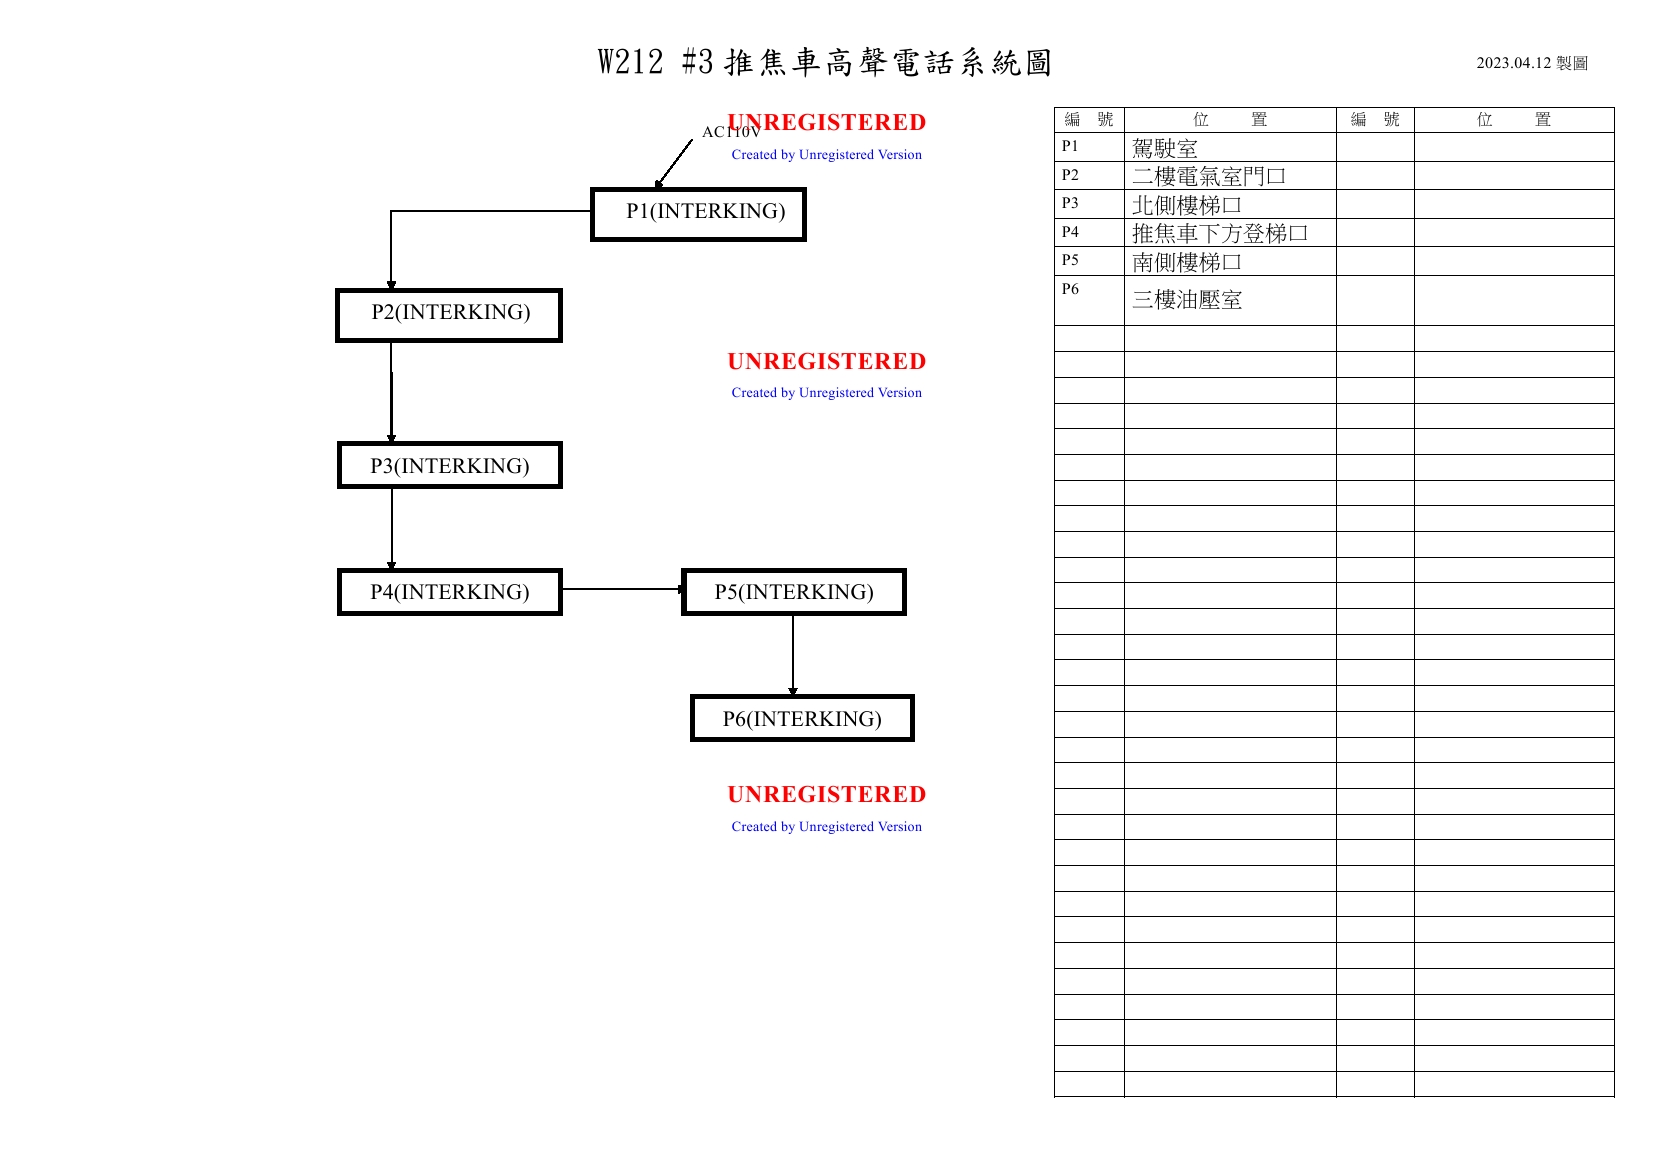 W212 #3推焦車高聲電話系統圖
2023.04.12 製圖
UNREGISTERED
AC110V
Created by Unregistered Version
P1(INTERKING)
P2(INTERKING)
UNREGISTERED
Created by Unregistered Version
P3(INTERKING)
P4(INTERKING)
P5(INTERKING)
P6(INTERKING)
UNREGISTERED
Created by Unregistered Version
編 號 位 置 編 號 位 置
P1 駕駛室
P2 二樓電氣室門口
P3 北側樓梯口
P4 推焦車下方登梯口
P5 南側樓梯口
P6 三樓油壓室